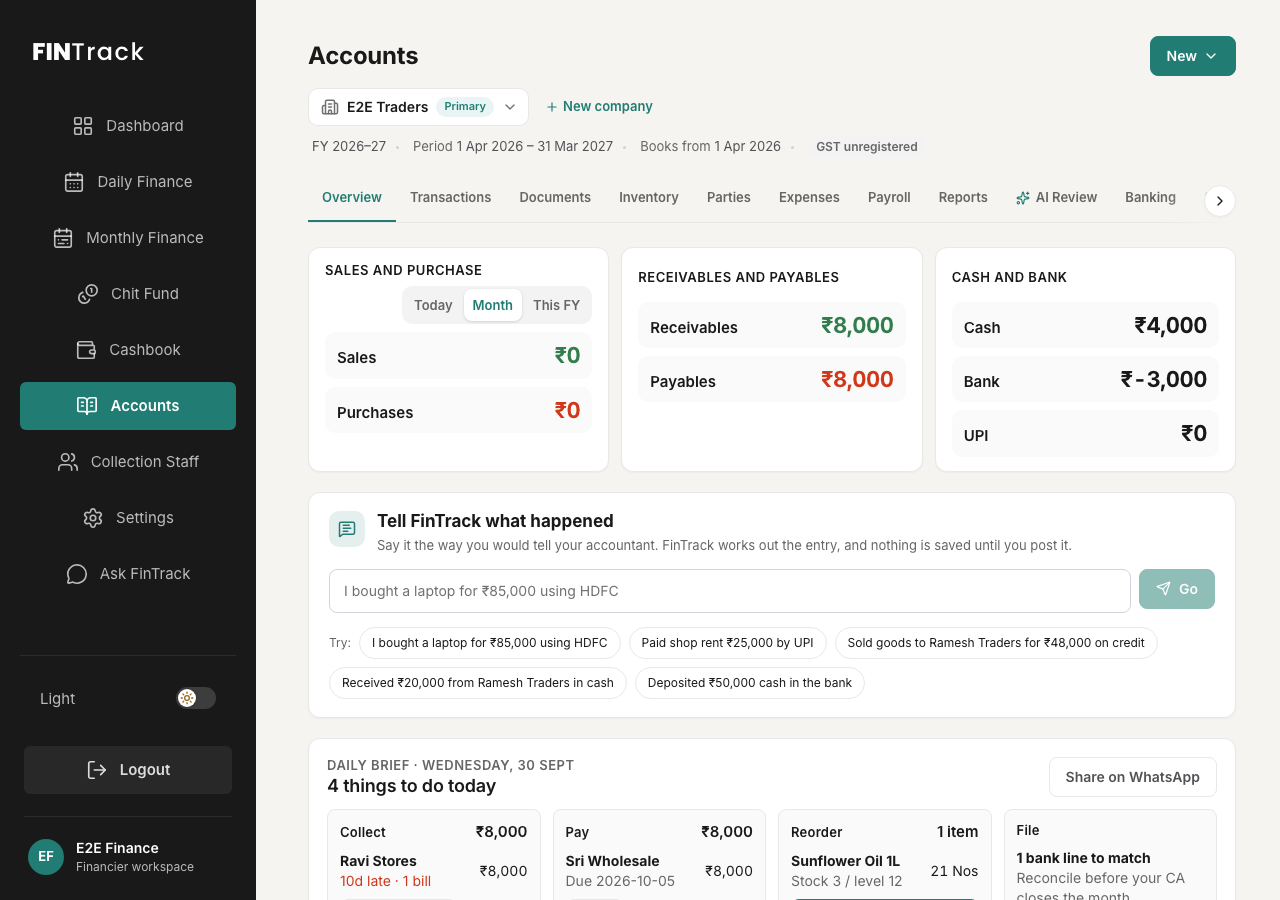 FINTrack
Dashboard
Daily Finance
Monthly Finance
Chit Fund
Cashbook
Accounts
Collection Staff
Settings
Ask FinTrack
Light
Logout
EF
E2E Finance
Financier workspace
Accounts
New
E2E Traders Primary
+ New company
FY 2026–27 • Period 1 Apr 2026 – 31 Mar 2027 • Books from 1 Apr 2026 • GST unregistered
Overview Transactions Documents Inventory Parties Expenses Payroll Reports AI Review Banking
SALES AND PURCHASE
Today Month This FY
Sales ₹0
Purchases ₹0
RECEIVABLES AND PAYABLES
Receivables ₹8,000
Payables ₹8,000
CASH AND BANK
Cash ₹4,000
Bank ₹-3,000
UPI ₹0
Tell FinTrack what happened
Say it the way you would tell your accountant. FinTrack works out the entry, and nothing is saved until you post it.
I bought a laptop for ₹85,000 using HDFC
Go
Try: I bought a laptop for ₹85,000 using HDFC Paid shop rent ₹25,000 by UPI Sold goods to Ramesh Traders for ₹48,000 on credit
Received ₹20,000 from Ramesh Traders in cash Deposited ₹50,000 cash in the bank
DAILY BRIEF · WEDNESDAY, 30 SEPT
4 things to do today
Share on WhatsApp
Collect ₹8,000
Ravi Stores ₹8,000
10d late · 1 bill
Pay ₹8,000
Sri Wholesale ₹8,000
Due 2026-10-05
Reorder 1 item
Sunflower Oil 1L 21 Nos
Stock 3 / level 12
File
1 bank line to match
Reconcile before your CA
closes the month